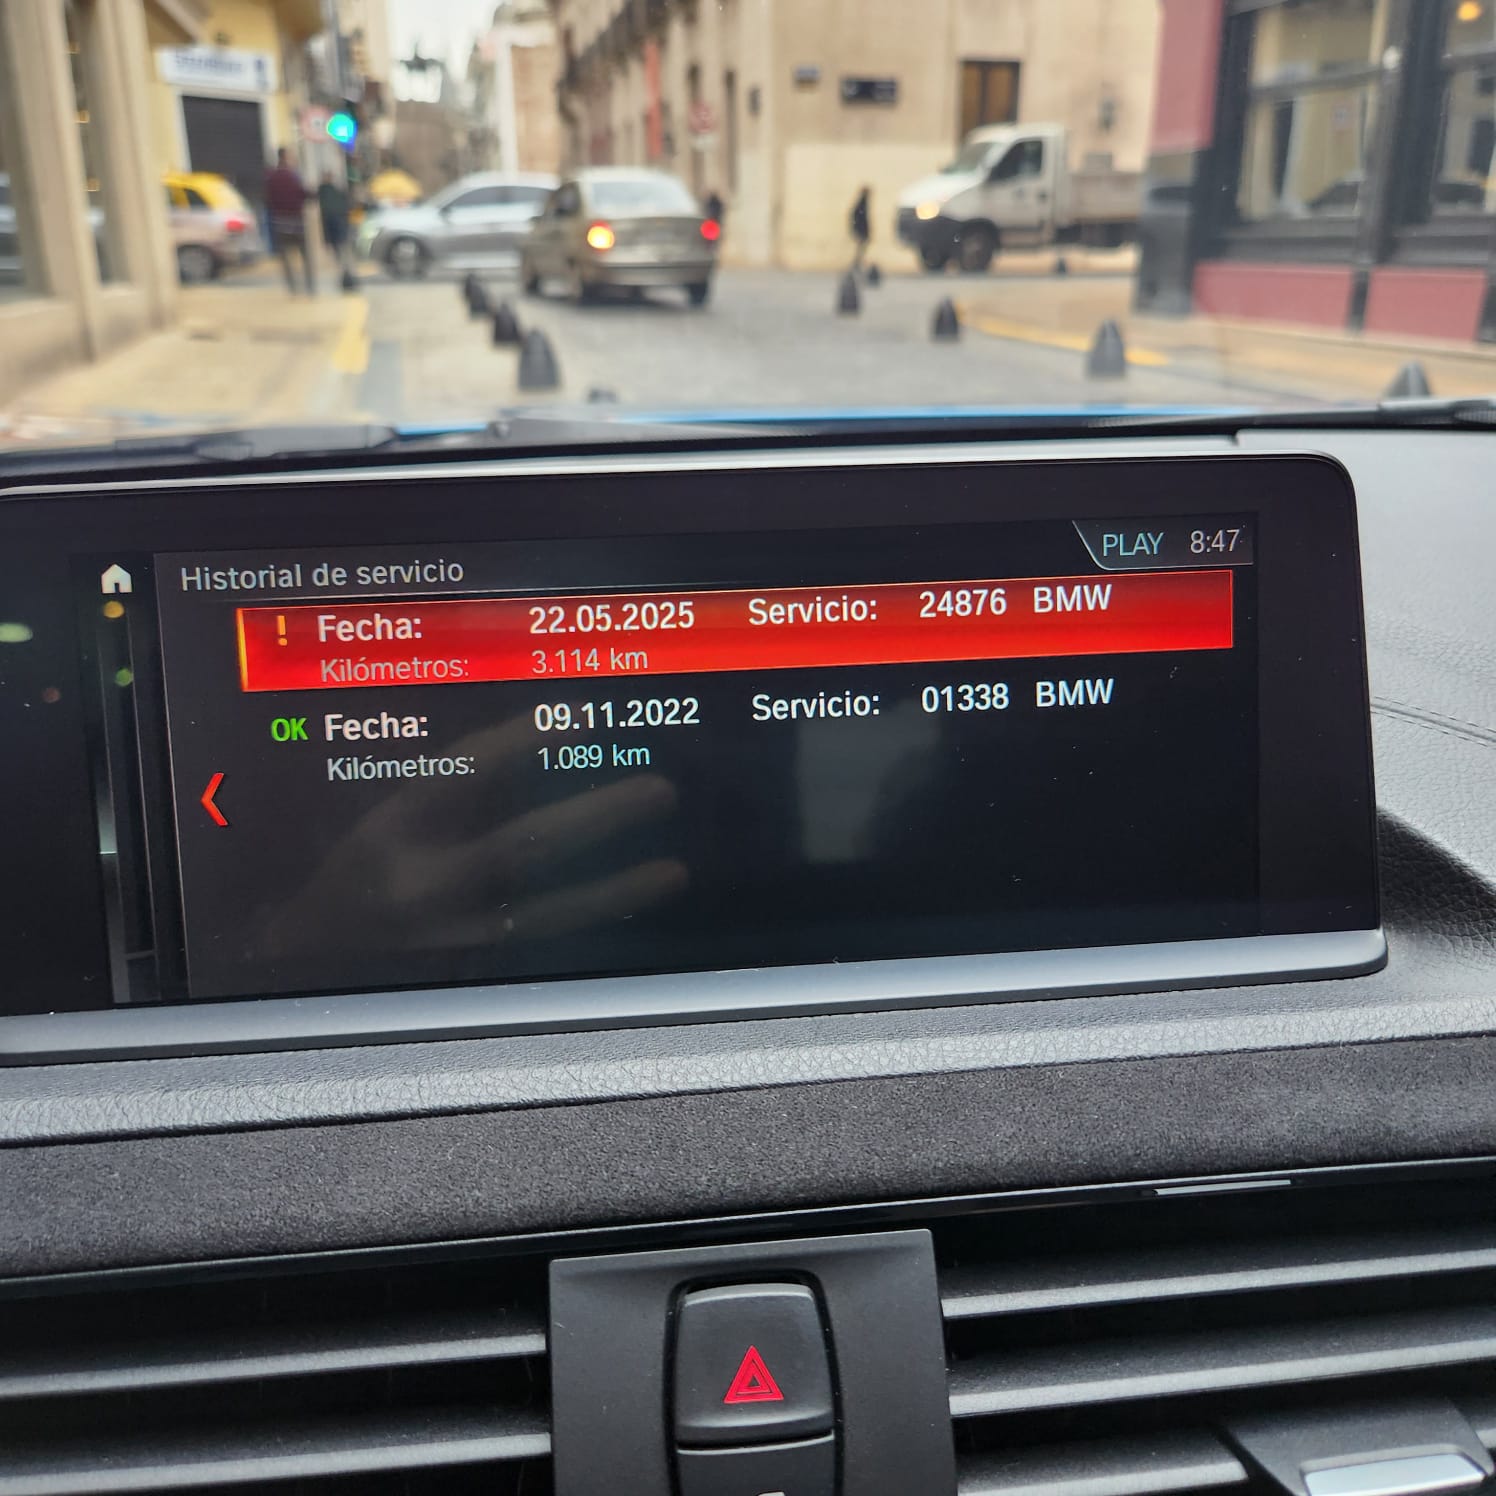 PLAY 8:47
Historial de servicio
! Fecha: 22.05.2025 Servicio: 24876 BMW
Kilómetros: 3.114 km
OK Fecha: 09.11.2022 Servicio: 01338 BMW
Kilómetros: 1.089 km